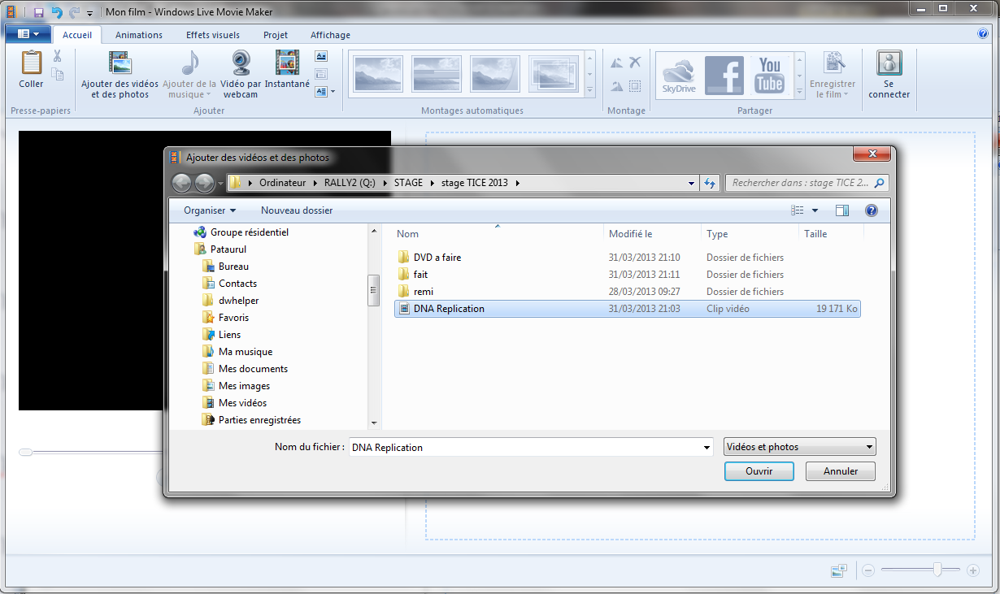 Mon film - Windows Live Movie Maker
Accueil
Animations
Effets visuels
Projet
Affichage
Coller
Ajouter des vidéos
et des photos
Ajouter de la
musique
Vidéo par
webcam
Instantané
SkyDrive
You
Tube
Enregistrer
le film
Se
connecter
Presse-papiers
Ajouter
Montages automatiques
Montage
Partager
Ajouter des vidéos et des photos
Ordinateur
RALLY2 (Q:)
STAGE
stage TICE 2013
Rechercher dans : stage TICE 2...
Organiser
Nouveau dossier
Groupe résidentiel
Pataurul
Bureau
Contacts
dwhelper
Favoris
Liens
Ma musique
Mes documents
Mes images
Mes vidéos
Parties enregistrées
Nom Modifié le Type Taille
DVD a faire 31/03/2013 21:10 Dossier de fichiers
fait 31/03/2013 21:11 Dossier de fichiers
remi 28/03/2013 09:27 Dossier de fichiers
DNA Replication 31/03/2013 21:03 Clip vidéo 19 171 Ko
Nom du fichier : DNA Replication
Vidéos et photos
Ouvrir
Annuler